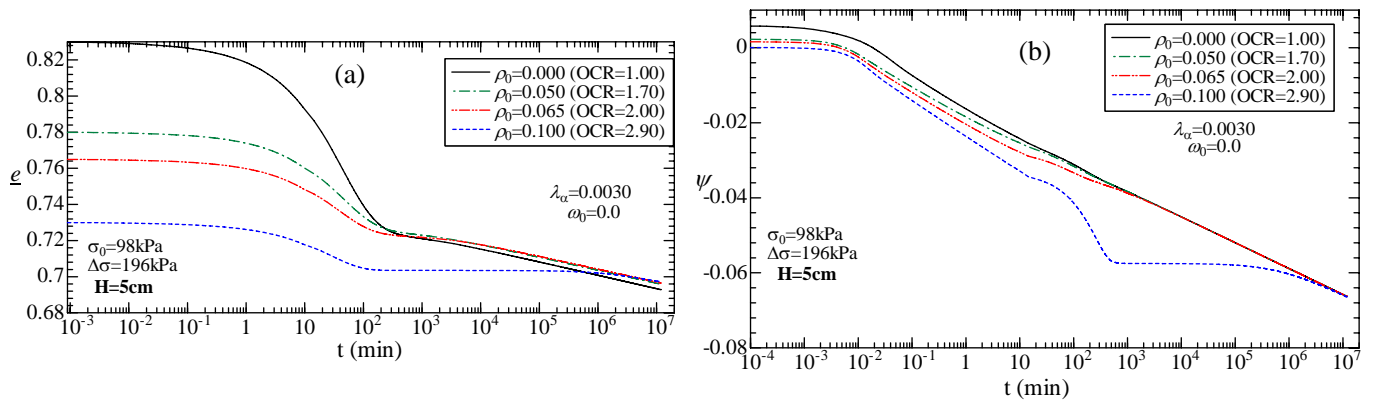 (a)
ρ₀=0.000 (OCR=1.00)
ρ₀=0.050 (OCR=1.70)
ρ₀=0.065 (OCR=2.00)
ρ₀=0.100 (OCR=2.90)
λα=0.0030
ω₀=0.0
σ₀=98kPa
Δσ=196kPa
H=5cm
e
0.82
0.8
0.78
0.76
0.74
0.72
0.7
0.68
10⁻³ 10⁻² 10⁻¹ 1 10 10² 10³ 10⁴ 10⁵ 10⁶ 10⁷
t (min)
(b)
ρ₀=0.000 (OCR=1.00)
ρ₀=0.050 (OCR=1.70)
ρ₀=0.065 (OCR=2.00)
ρ₀=0.100 (OCR=2.90)
λα=0.0030
ω₀=0.0
σ₀=98kPa
Δσ=196kPa
H=5cm
ψ
0
-0.02
-0.04
-0.06
-0.08
10⁻⁴ 10⁻³ 10⁻² 10⁻¹ 1 10 10² 10³ 10⁴ 10⁵ 10⁶ 10⁷
t (min)